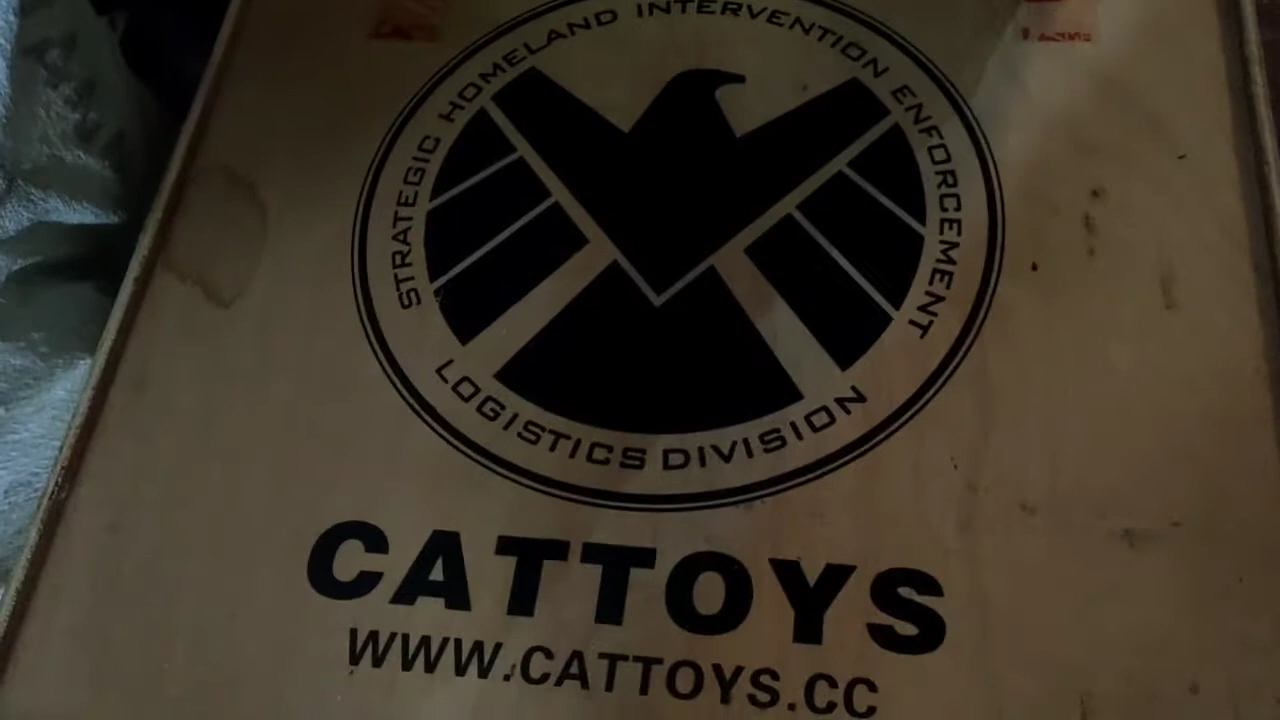 STRATEGIC HOMELAND INTERVENTION ENFORCEMENT
LOGISTICS DIVISION
CATTOYS
WWW.CATTOYS.CC